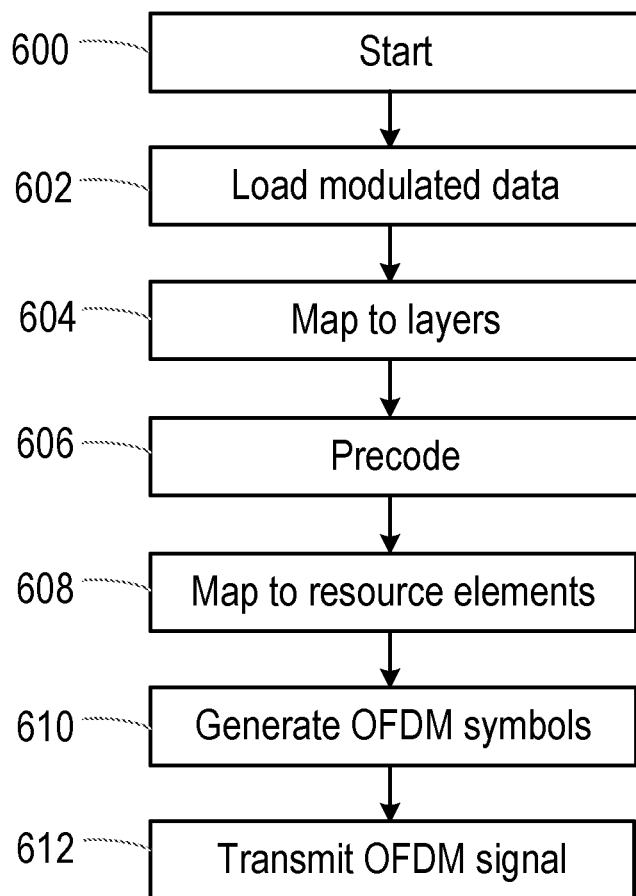 600 Start
602 Load modulated data
604 Map to layers
606 Precode
608 Map to resource elements
610 Generate OFDM symbols
612 Transmit OFDM signal